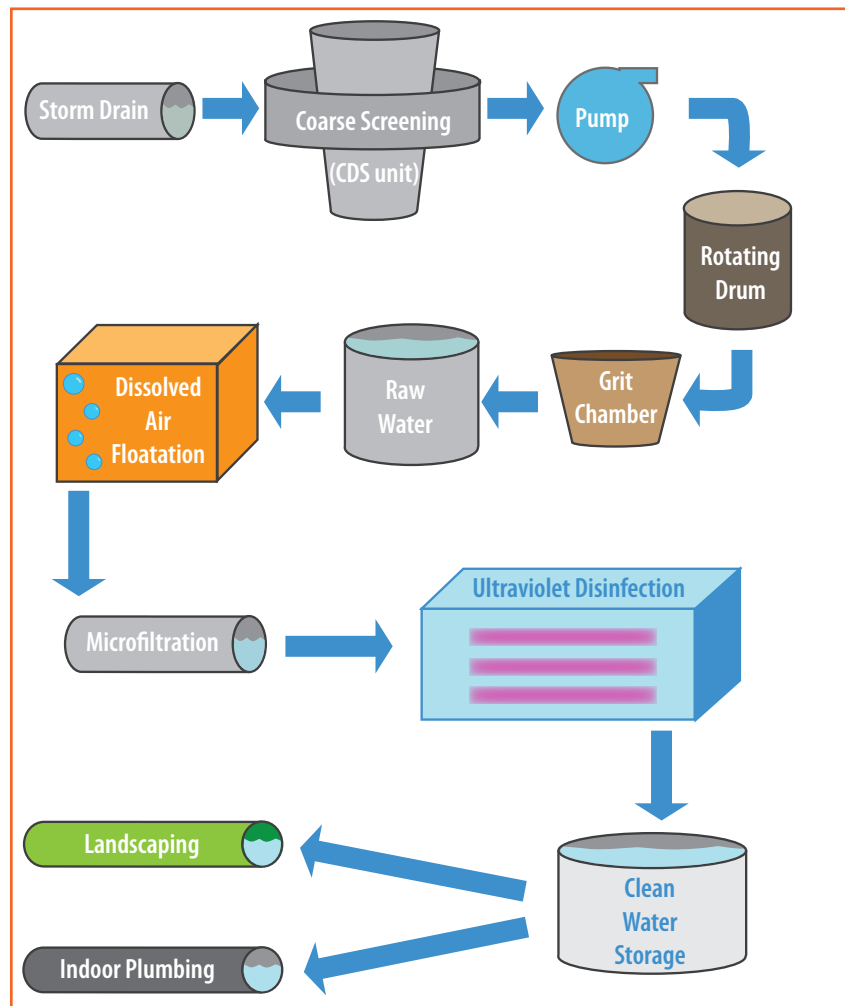 Storm Drain
Coarse Screening
(CDS unit)
Pump
Rotating
Drum
Grit
Chamber
Raw
Water
Dissolved
Air
Floatation
Microfiltration
Ultraviolet Disinfection
Clean
Water
Storage
Landscaping
Indoor Plumbing